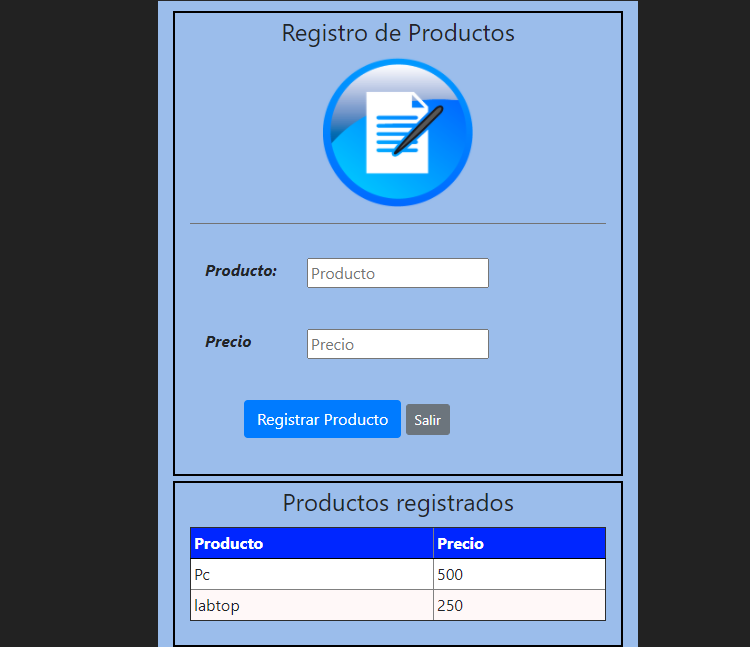 Registro de Productos
Producto: Producto
Precio Precio
Registrar Producto Salir
Productos registrados
Producto Precio
Pc 500
labtop 250